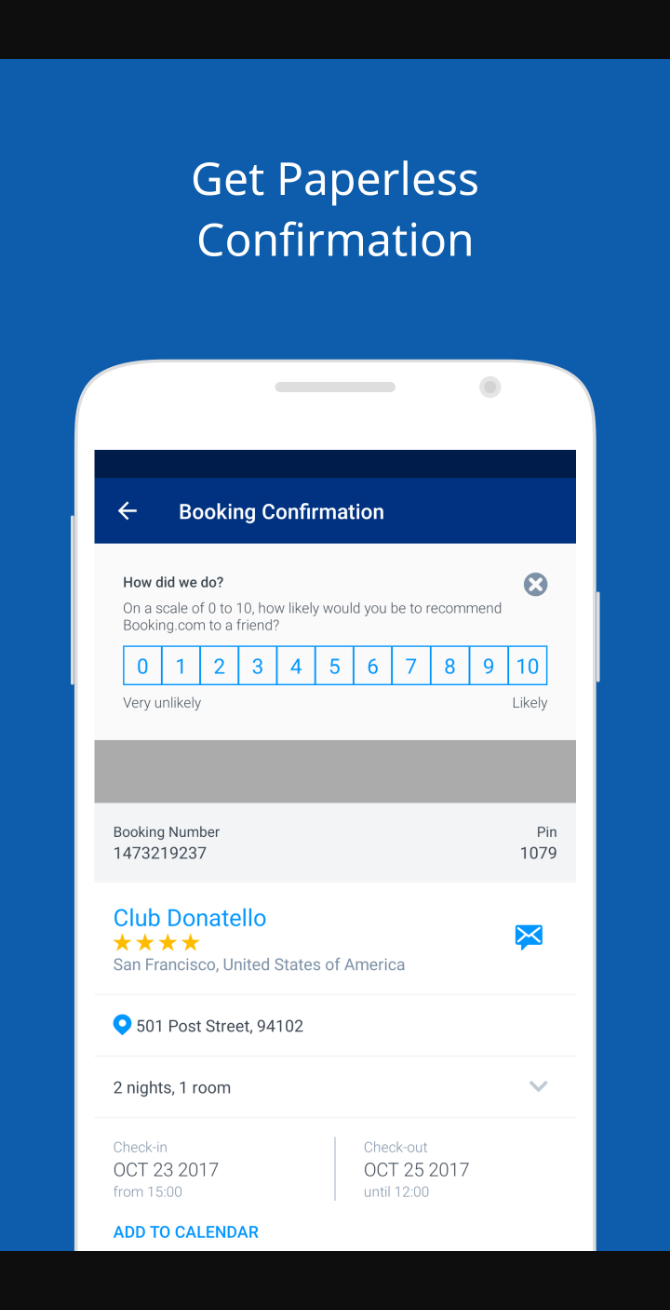 Get Paperless
Confirmation
Booking Confirmation
How did we do?
On a scale of 0 to 10, how likely would you be to recommend
Booking.com to a friend?
0 1 2 3 4 5 6 7 8 9 10
Very unlikely Likely
Booking Number Pin
1473219237 1079
Club Donatello
San Francisco, United States of America
501 Post Street, 94102
2 nights, 1 room
Check-in Check-out
OCT 23 2017 OCT 25 2017
from 15:00 until 12:00
ADD TO CALENDAR